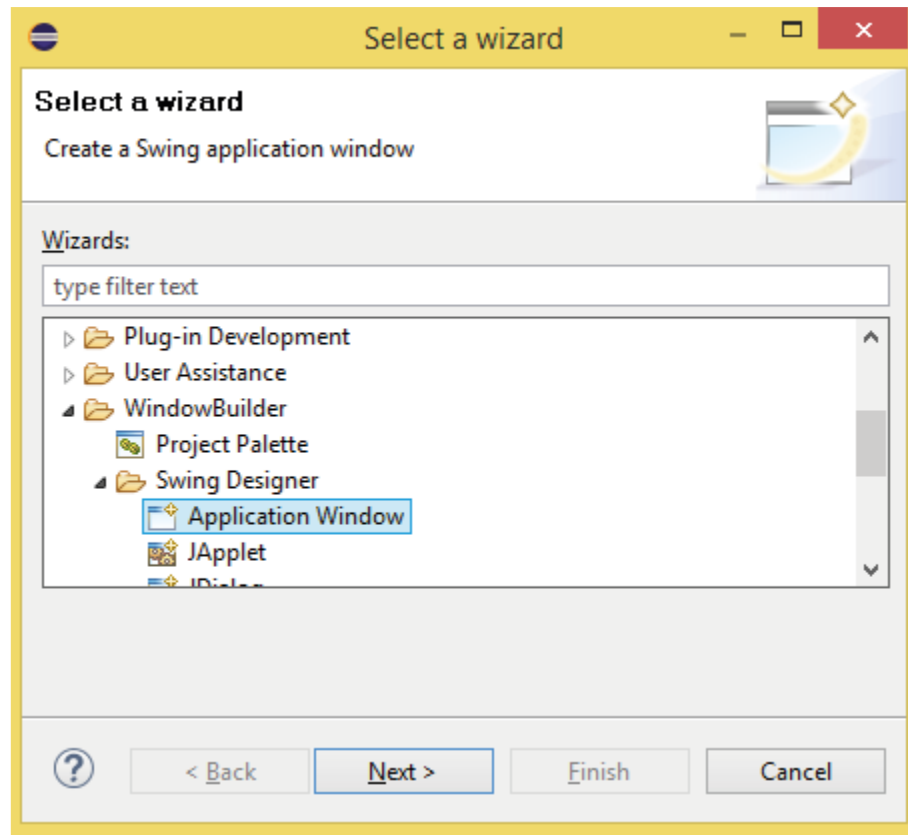 Select a wizard
Select a wizard
Create a Swing application window
Wizards:
type filter text
Plug-in Development
User Assistance
WindowBuilder
Project Palette
Swing Designer
Application Window
JApplet
JDialog
? < Back Next > Finish Cancel